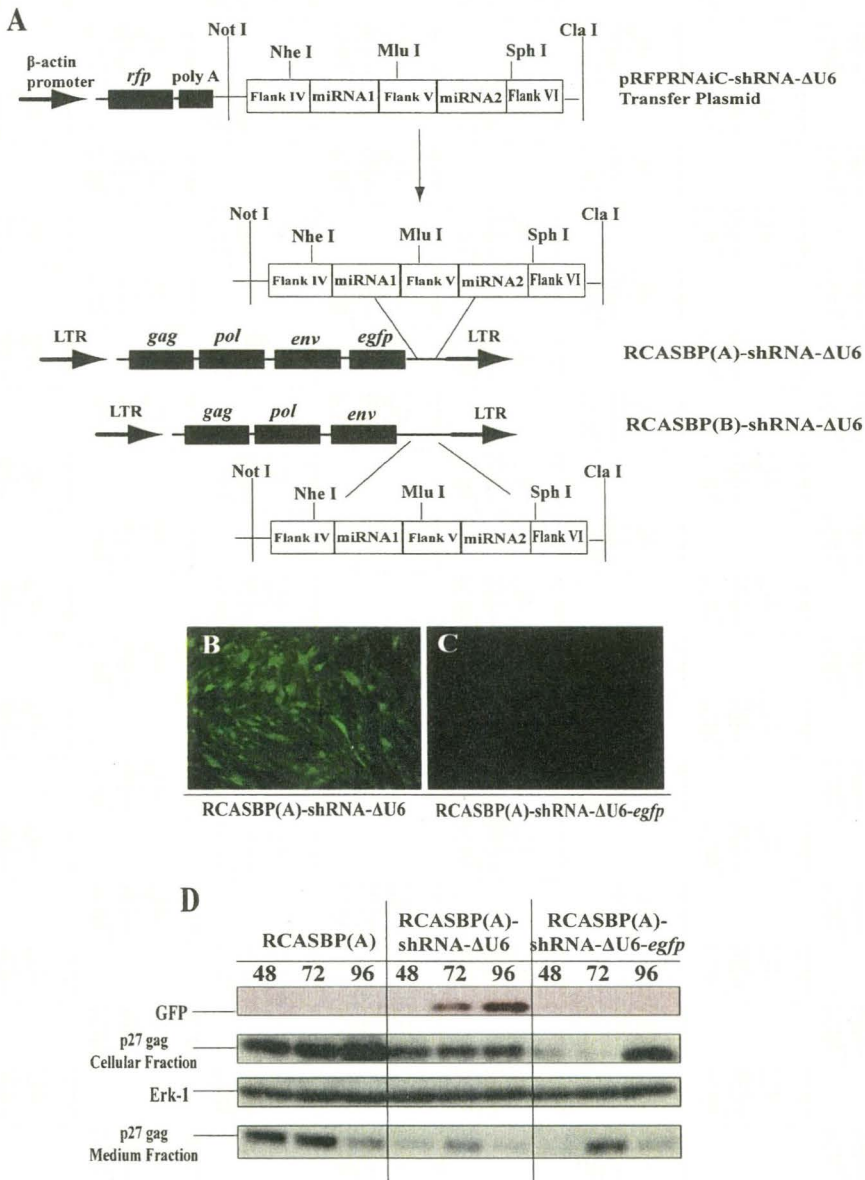 A
Not I
Cla I
Nhe I
Mlu I
Sph I
β-actin promoter
rfp
poly A
Flank IV
miRNA1
Flank V
miRNA2
Flank VI
pRFPRNAiC-shRNA-ΔU6
Transfer Plasmid
Not I
Cla I
Nhe I
Mlu I
Sph I
Flank IV
miRNA1
Flank V
miRNA2
Flank VI
LTR
gag
pol
env
egfp
LTR
RCASBP(A)-shRNA-ΔU6
LTR
gag
pol
env
LTR
RCASBP(B)-shRNA-ΔU6
Not I
Cla I
Nhe I
Mlu I
Sph I
Flank IV
miRNA1
Flank V
miRNA2
Flank VI
B
C
RCASBP(A)-shRNA-ΔU6
RCASBP(A)-shRNA-ΔU6-egfp
D
RCASBP(A)
RCASBP(A)-
shRNA-ΔU6
RCASBP(A)-
shRNA-ΔU6-egfp
48 72 96 48 72 96 48 72 96
GFP
p27 gag
Cellular Fraction
Erk-1
p27 gag
Medium Fraction